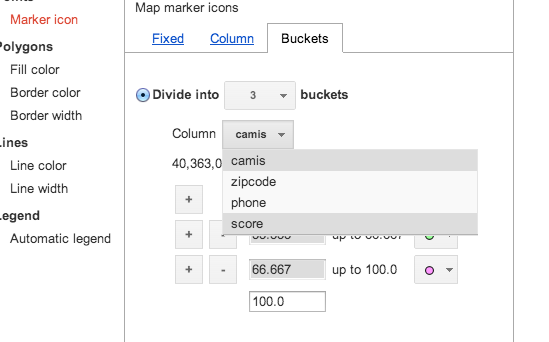 Map marker icons
Marker icon
Fixed Column Buckets
Polygons
Fill color
Border color
Border width
Divide into 3 buckets
Column camis
Lines
Line color
Line width
40,363,0
camis
zipcode
phone
score
Legend
Automatic legend
+
+ - up to 66.667
+ - 66.667 up to 100.0
100.0